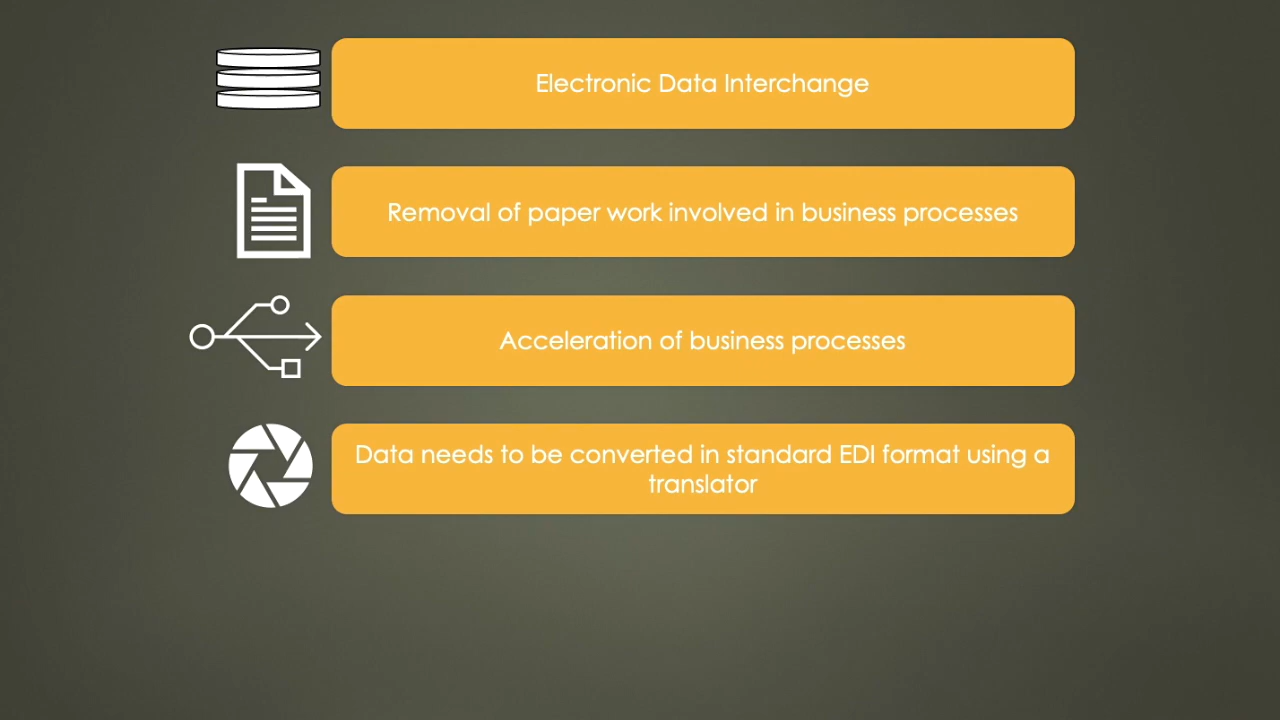 Electronic Data Interchange
Removal of paper work involved in business processes
Acceleration of business processes
Data needs to be converted in standard EDI format using a
translator